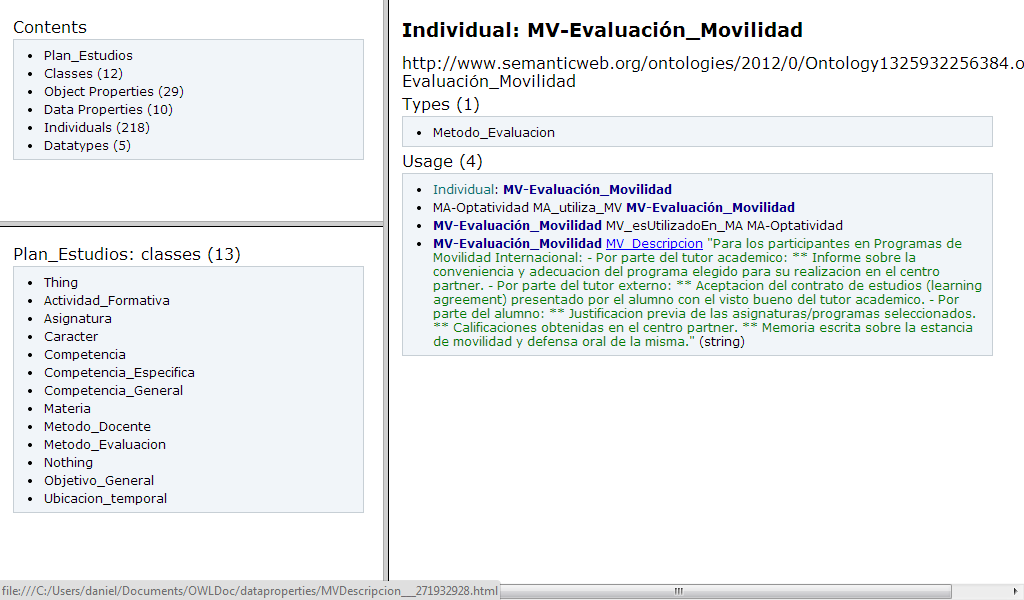 Contents
Plan_Estudios
Classes (12)
Object Properties (29)
Data Properties (10)
Individuals (218)
Datatypes (5)
Plan_Estudios: classes (13)
Thing
Actividad_Formativa
Asignatura
Caracter
Competencia
Competencia_Especifica
Competencia_General
Materia
Metodo_Docente
Metodo_Evaluacion
Nothing
Objetivo_General
Ubicacion_temporal
Individual: MV-Evaluación_Movilidad
http://www.semanticweb.org/ontologies/2012/0/Ontology1325932256384.o
Evaluación_Movilidad
Types (1)
Metodo_Evaluacion
Usage (4)
Individual: MV-Evaluación_Movilidad
MA-Optatividad MA_utiliza_MV MV-Evaluación_Movilidad
MV-Evaluación_Movilidad MV_esUtilizadoEn_MA MA-Optatividad
MV-Evaluación_Movilidad MV_Descripcion "Para los participantes en Programas de
Movilidad Internacional: - Por parte del tutor academico: ** Informe sobre la
conveniencia y adecuacion del programa elegido para su realizacion en el centro
partner. - Por parte del tutor externo: ** Aceptacion del contrato de estudios (learning
agreement) presentado por el alumno con el visto bueno del tutor academico. - Por
parte del alumno: ** Justificacion previa de las asignaturas/programas seleccionados.
** Calificaciones obtenidas en el centro partner. ** Memoria escrita sobre la estancia
de movilidad y defensa oral de la misma." (string)
file:///C:/Users/daniel/Documents/OWLDoc/dataproperties/MVDescripcion___271932928.html